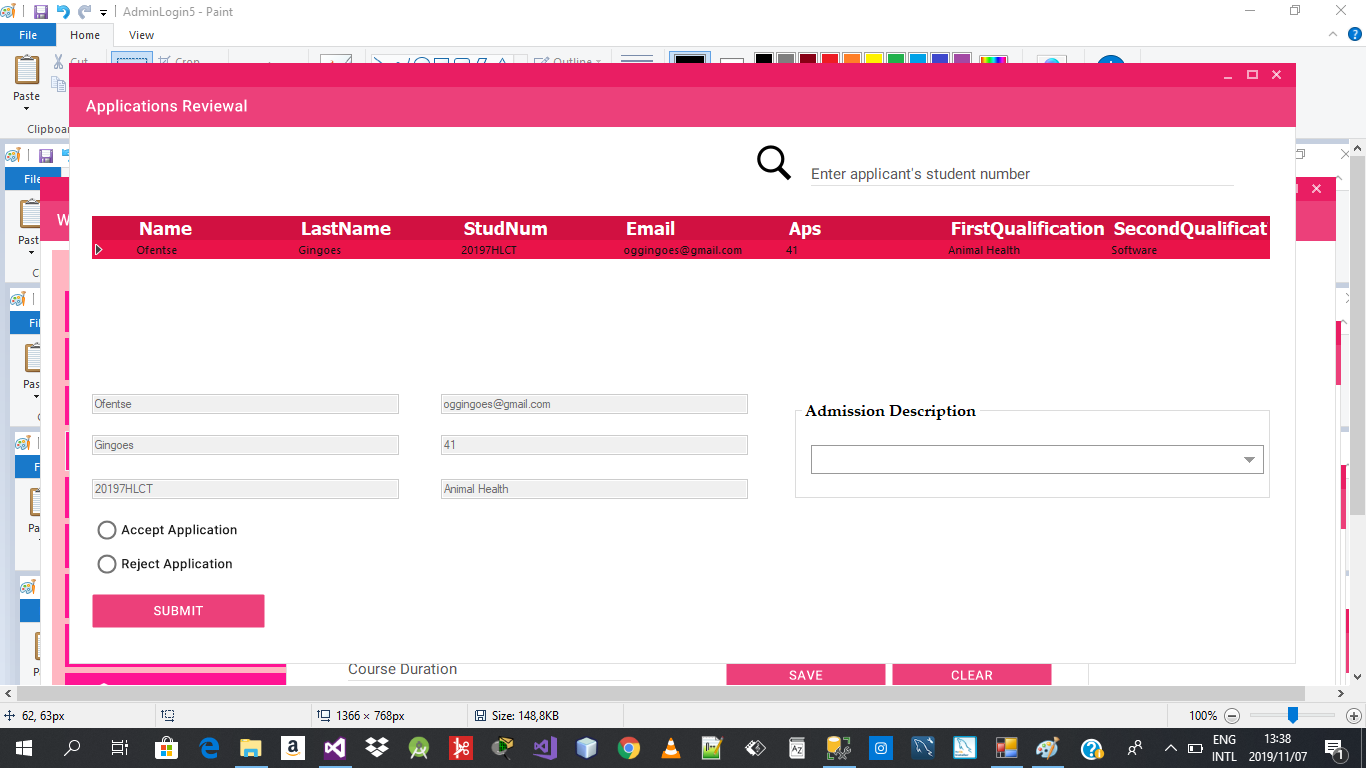 AdminLogin5 - Paint
File Home View
Cut Crop Outline
Paste
Applications Reviewal
Enter applicant's student number
Name LastName StudNum Email Aps FirstQualification SecondQualificat
Ofentse Gingoes 20197HLCT oggingoes@gmail.com 41 Animal Health Software
Ofentse oggingoes@gmail.com
Admission Description
Gingoes 41
20197HLCT Animal Health
Accept Application
Reject Application
SUBMIT
Course Duration SAVE CLEAR
62, 63px 1366 × 768px Size: 148,8KB 100%
ENG 13:38
INTL 2019/11/07